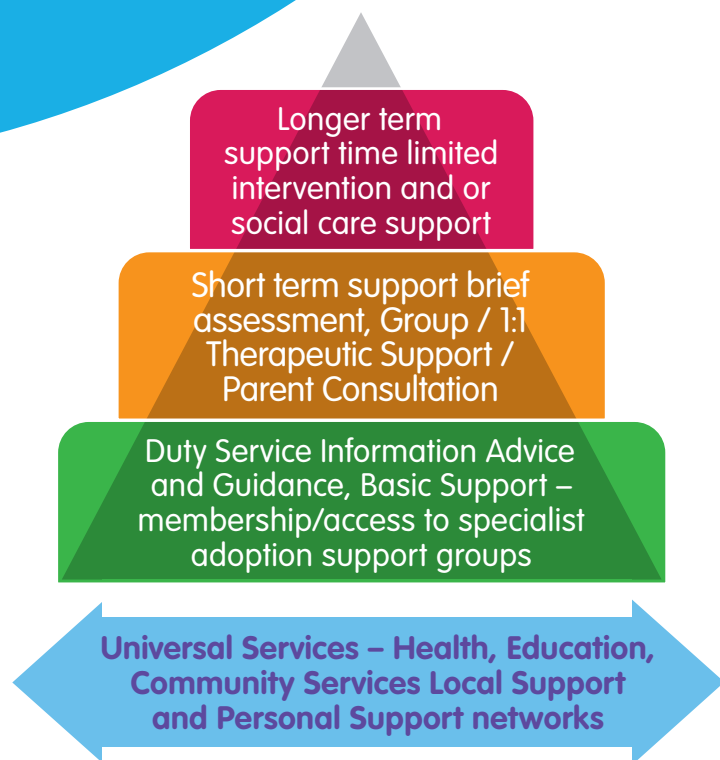 Longer term
support time limited
intervention and or
social care support
Short term support brief
assessment, Group / 1:1
Therapeutic Support /
Parent Consultation
Duty Service Information Advice
and Guidance, Basic Support –
membership/access to specialist
adoption support groups
Universal Services – Health, Education,
Community Services Local Support
and Personal Support networks